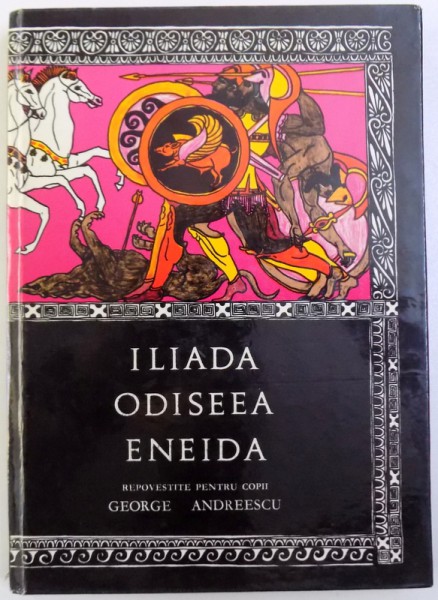 ILIADA
ODISEEA
ENEIDA
REPOVESTITE PENTRU COPII
GEORGE ANDREESCU